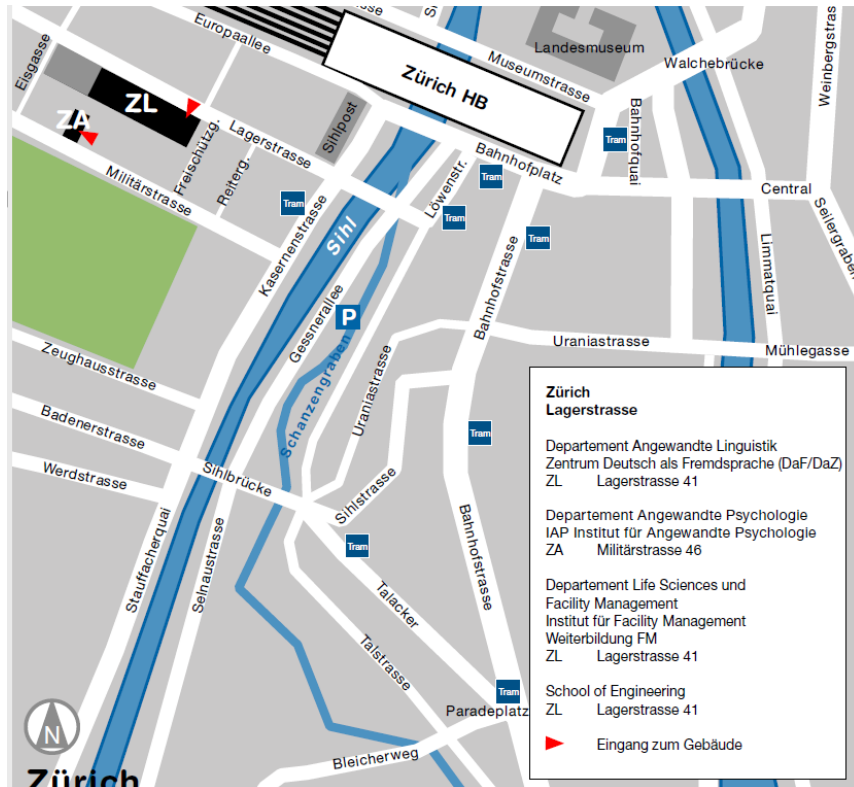 Eisgasse
Europaallee
Museumstrasse
Landesmuseum
Walchebrücke
Weinbergstras
Zürich HB
ZL
ZA
Sihlpost
Bahnhofquai
Tram
Lagerstrasse
Freischützg.
Reiterg.
Militärstrasse
Bahnhofplatz
Tram
Löwenstr.
Central
Seilergraben
Tram
Tram
Tram
Kasernenstrasse
Sihl
Limmatquai
Bahnhofstrasse
Gessnerallee
P
Uraniastrasse
Mühlegasse
Zeughausstrasse
Schanzengraben
Uraniastrasse
Badenerstrasse
Tram
Werdstrasse
Sihlbrücke
Sihlstrasse
Tram
Bahnhofstrasse
Stauffacherquai
Selnaustrasse
Talacker
Talstrasse
Tram
Paradeplatz
Bleicherweg
N
Zürich
Zürich
Lagerstrasse
Departement Angewandte Linguistik
Zentrum Deutsch als Fremdsprache (DaF/DaZ)
ZL Lagerstrasse 41
Departement Angewandte Psychologie
IAP Institut für Angewandte Psychologie
ZA Militärstrasse 46
Departement Life Sciences und
Facility Management
Institut für Facility Management
Weiterbildung FM
ZL Lagerstrasse 41
School of Engineering
ZL Lagerstrasse 41
Eingang zum Gebäude